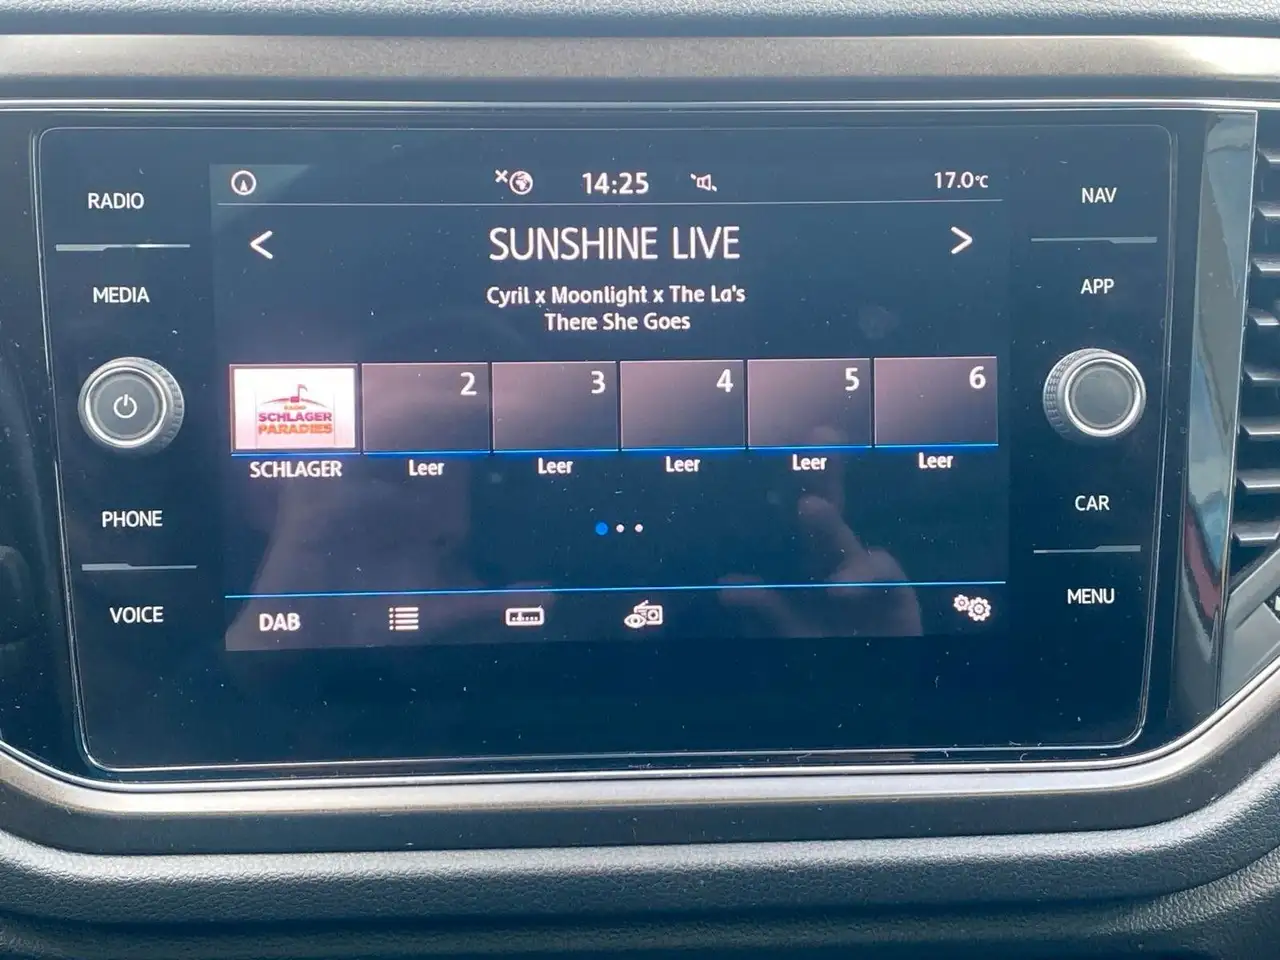 14:25
17.0°C
RADIO
NAV
SUNSHINE LIVE
MEDIA
APP
Cyril x Moonlight x The La's
There She Goes
RADIO
SCHLAGER
PARADIES
2
3
4
5
6
SCHLAGER
Leer
Leer
Leer
Leer
Leer
PHONE
CAR
VOICE
MENU
DAB